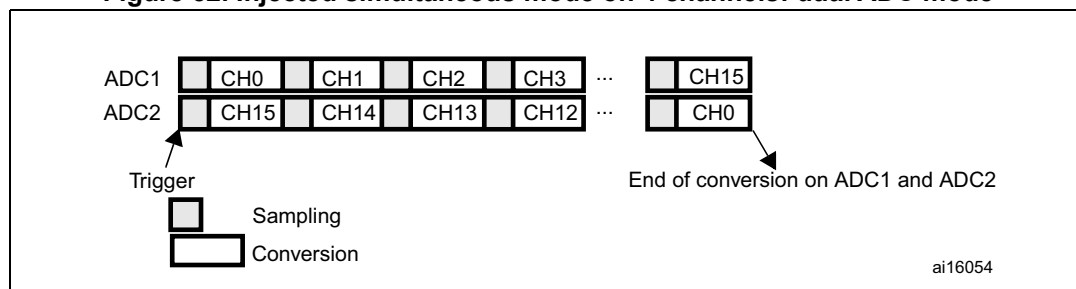 Figure Injected simultaneous mode on 4 channels: dual ADC mode
ADC1 CH0 CH1 CH2 CH3 ... CH15
ADC2 CH15 CH14 CH13 CH12 ... CH0
Trigger
End of conversion on ADC1 and ADC2
Sampling
Conversion
ai16054